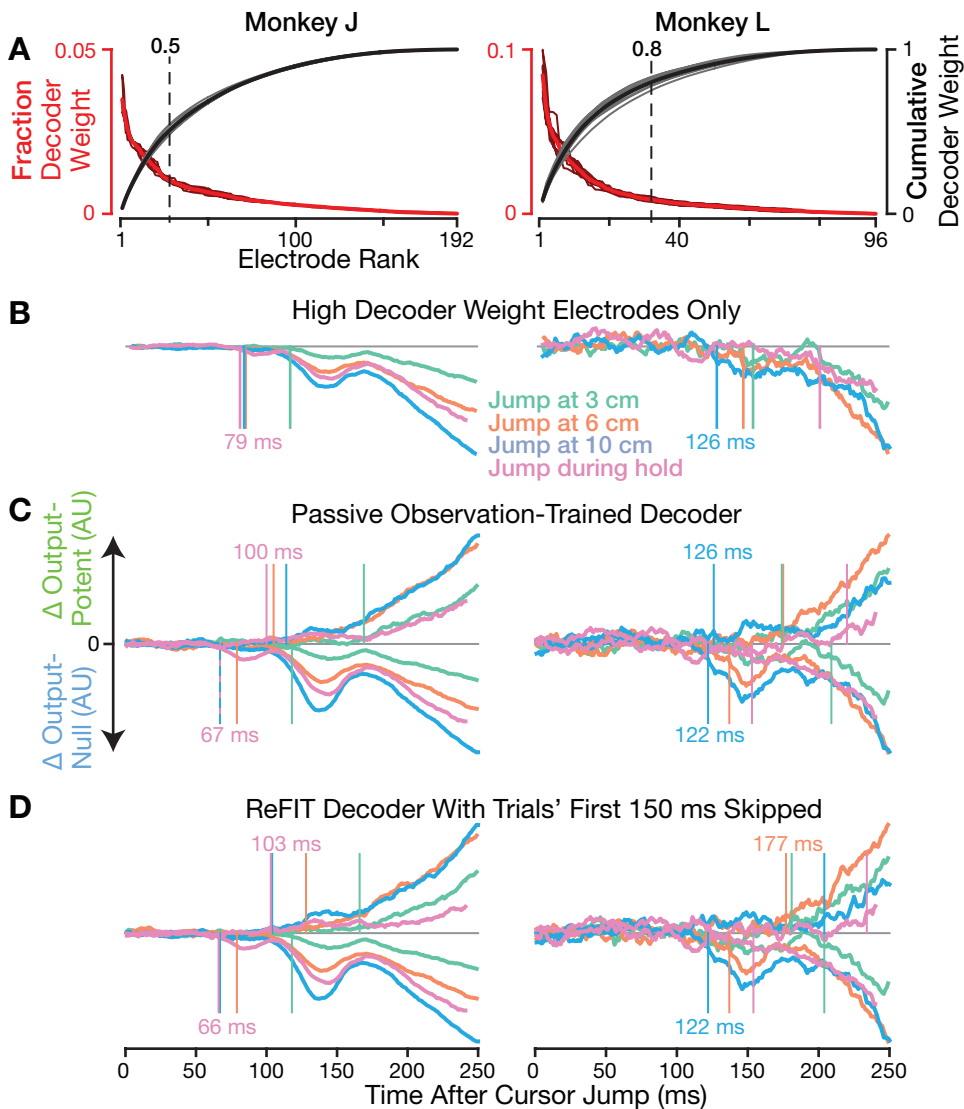 Monkey J
Monkey L
A
0.05
0.5
0.1
0.8
1
Fraction
Decoder
Weight
Cumulative
Decoder Weight
0
0
0
1
100
192
1
40
96
Electrode Rank
B
High Decoder Weight Electrodes Only
79 ms
Jump at 3 cm
Jump at 6 cm
Jump at 10 cm
Jump during hold
126 ms
C
Passive Observation-Trained Decoder
Δ Output-
Potent (AU)
0
Δ Output-
Null (AU)
100 ms
126
67 ms
122 ms
D
ReFIT Decoder With Trials' First 150 ms Skipped
103 ms
177 ms
66 ms
122 ms
0
50
100
150
200
250
0
50
100
150
200
250
Time After Cursor Jump (ms)